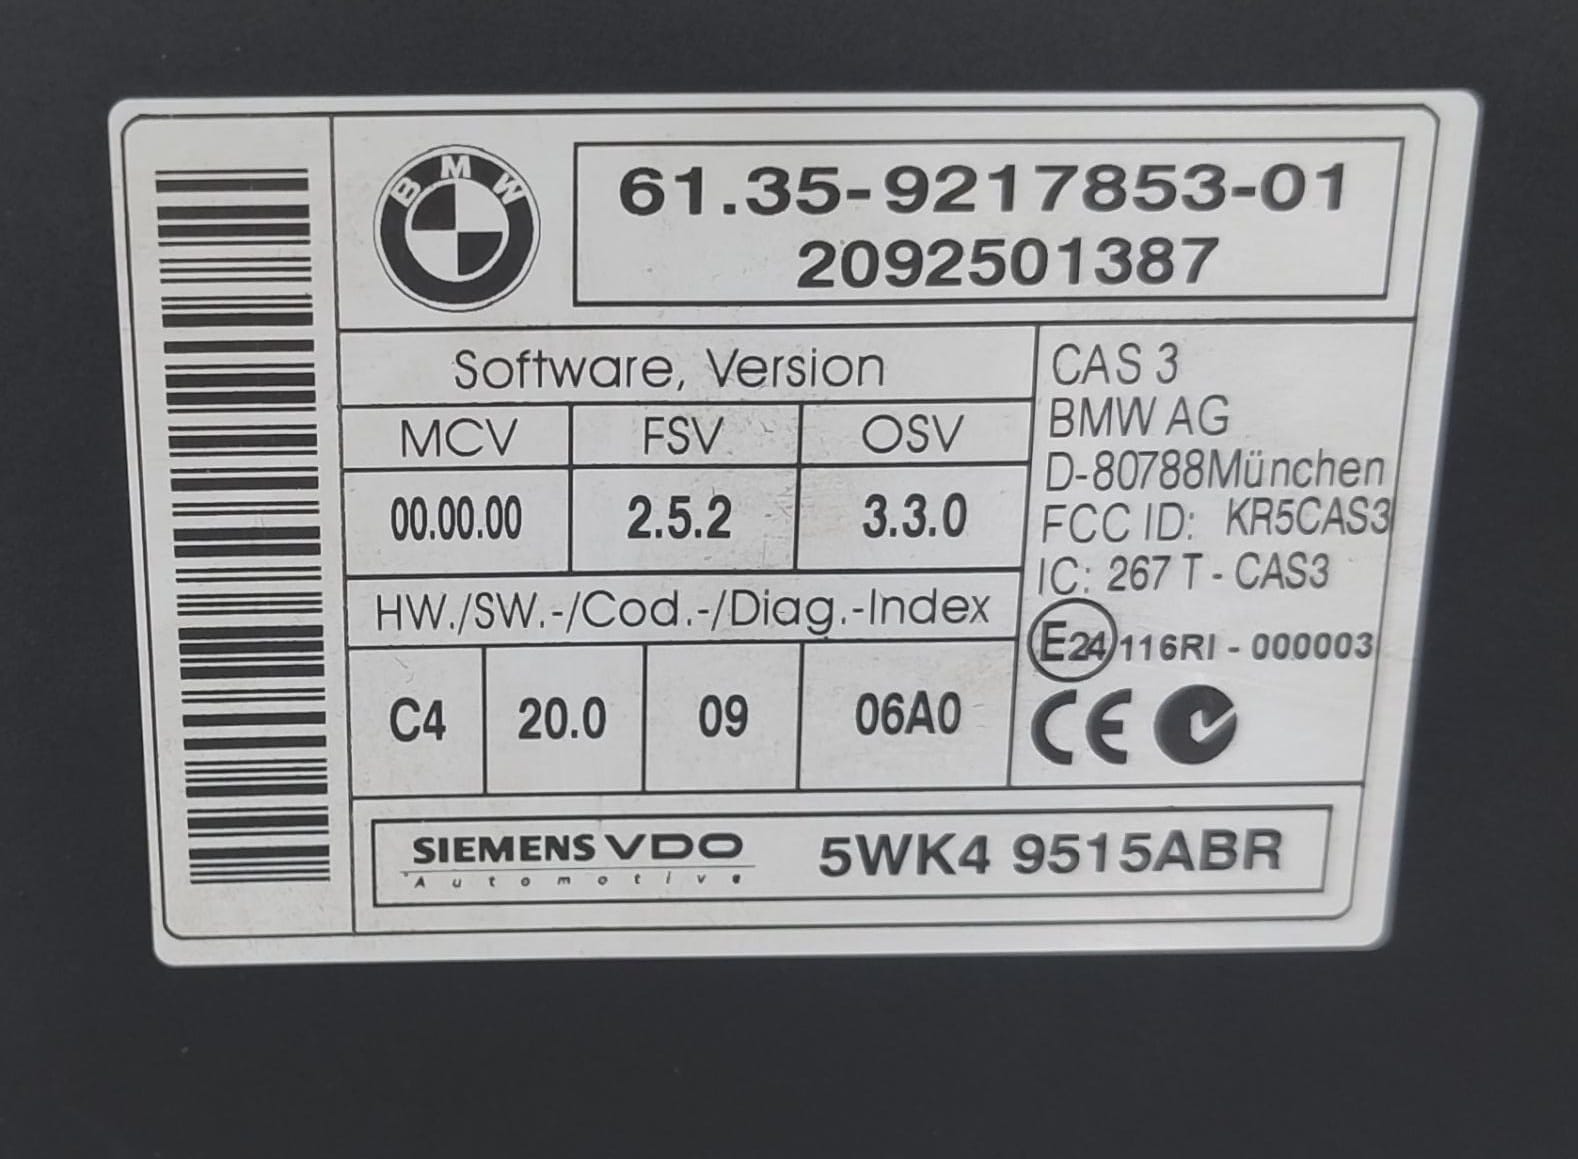 BMW
61.35-9217853-01
2092501387
Software, Version
MCV FSV OSV
00.00.00 2.5.2 3.3.0
HW./SW.-/Cod.-/Diag.-Index
C4 20.0 09 06A0
CAS 3
BMW AG
D-80788München
FCC ID: KR5CAS3
IC: 267 T - CAS3
E24 116RI - 000003
CE
SIEMENS VDO
Automotive
5WK4 9515ABR